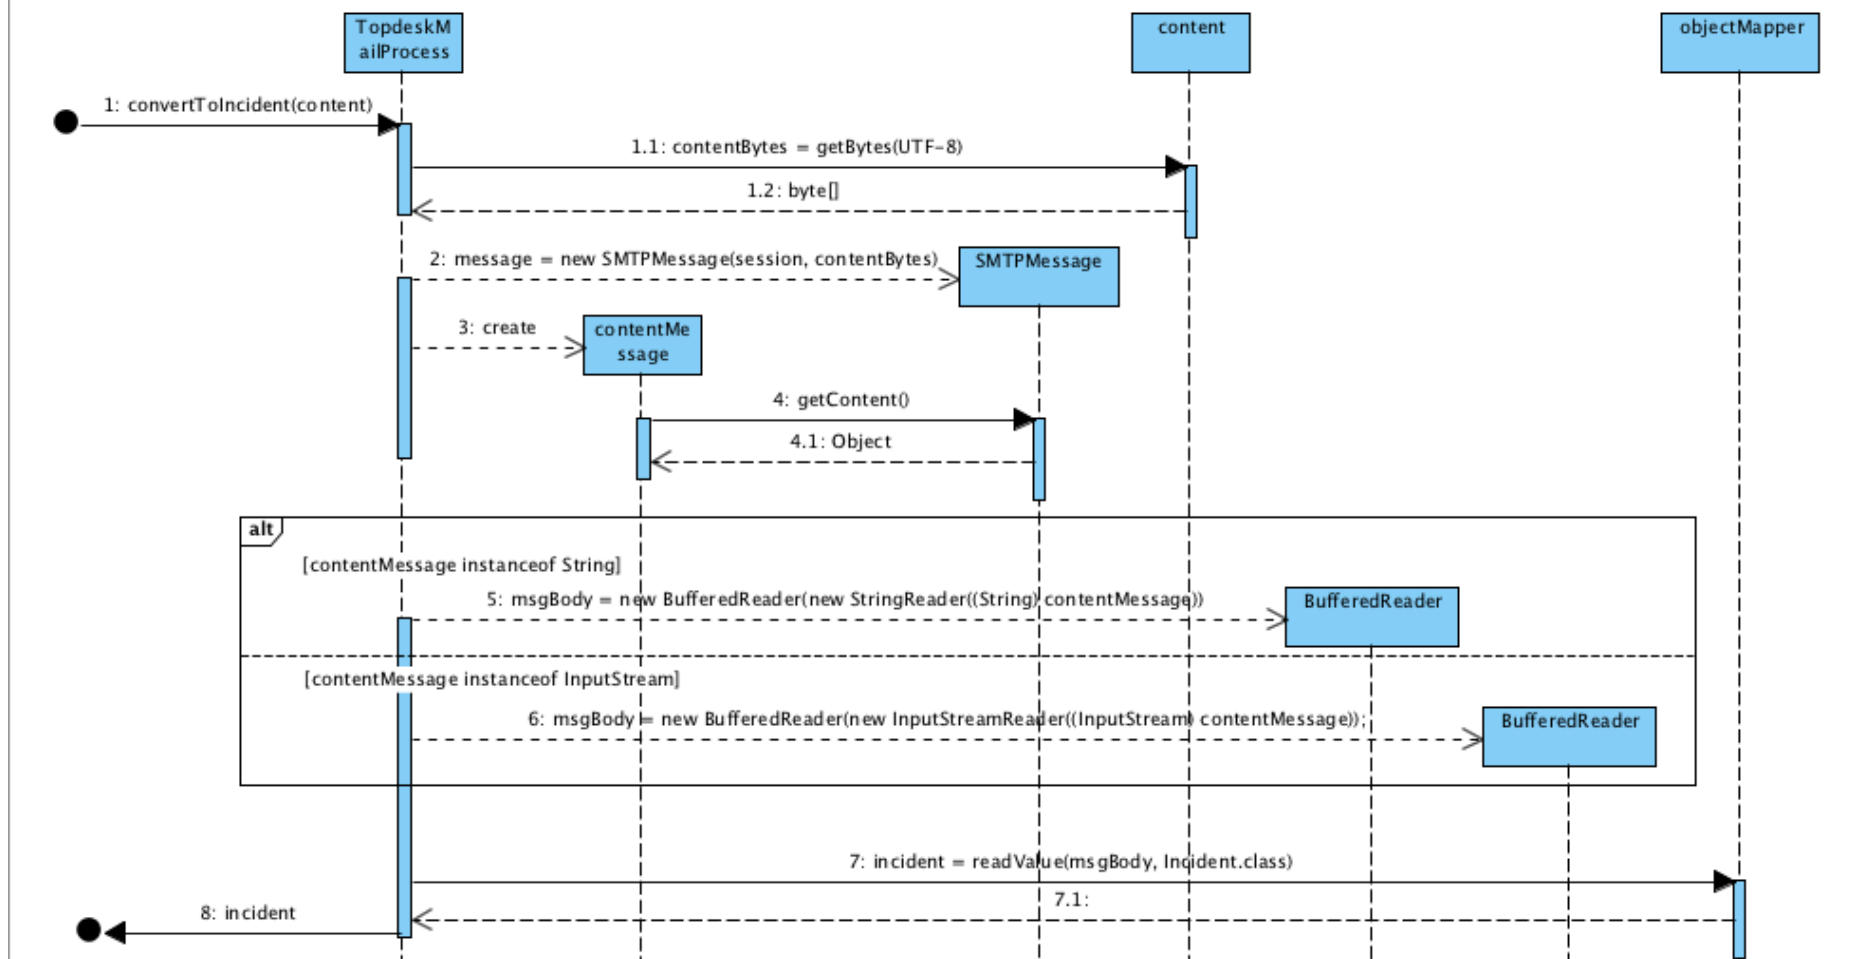 TopdeskM
ailProcess
content
objectMapper
1: convertToIncident(content)
1.1: contentBytes = getBytes(UTF-8)
1.2: byte[]
2: message = new SMTPMessage(session, contentBytes)
SMTPMessage
3: create
contentMe
ssage
4: getContent()
4.1: Object
alt
[contentMessage instanceof String]
5: msgBody = new BufferedReader(new StringReader((String) contentMessage))
BufferedReader
[contentMessage instanceof InputStream]
6: msgBody = new BufferedReader(new InputStreamReader((InputStream) contentMessage));
BufferedReader
7: incident = readValue(msgBody, Incident.class)
7.1:
8: incident